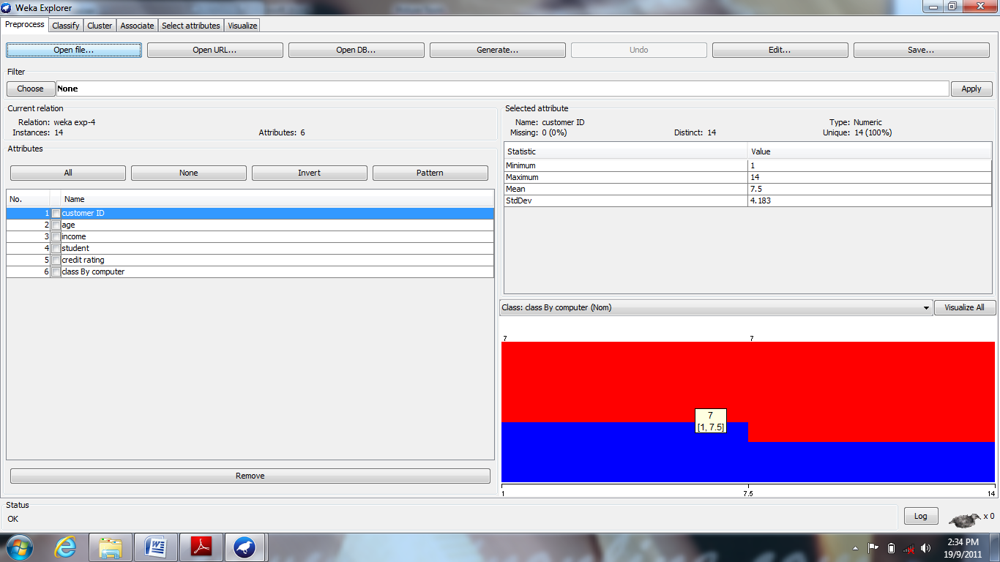 Weka Explorer
Preprocess Classify Cluster Associate Select attributes Visualize
Open file... Open URL... Open DB... Generate... Undo Edit... Save...
Filter
Choose None Apply
Current relation
Relation: weka exp-4
Instances: 14 Attributes: 6
Attributes
All None Invert Pattern
No. Name
1 customer ID
2 age
3 income
4 student
5 credit rating
6 class By computer
Remove
Selected attribute
Name: customer ID Type: Numeric
Missing: 0 (0%) Distinct: 14 Unique: 14 (100%)
Statistic Value
Minimum 1
Maximum 14
Mean 7.5
StdDev 4.183
Class: class By computer (Nom) Visualize All
7 7
7
[1, 7.5]
1 7.5 14
Status
OK
Log x 0
2:34 PM
19/9/2011